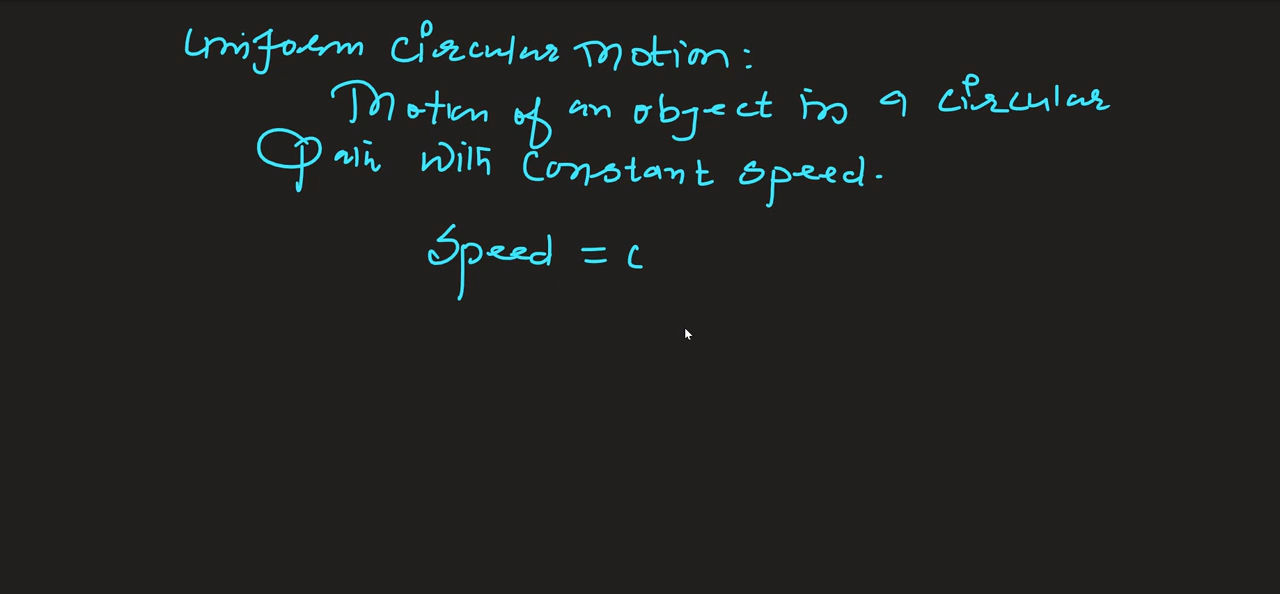 Uniform Circular Motion:
Motion of an object in a circular
Path with Constant speed.
Speed = c